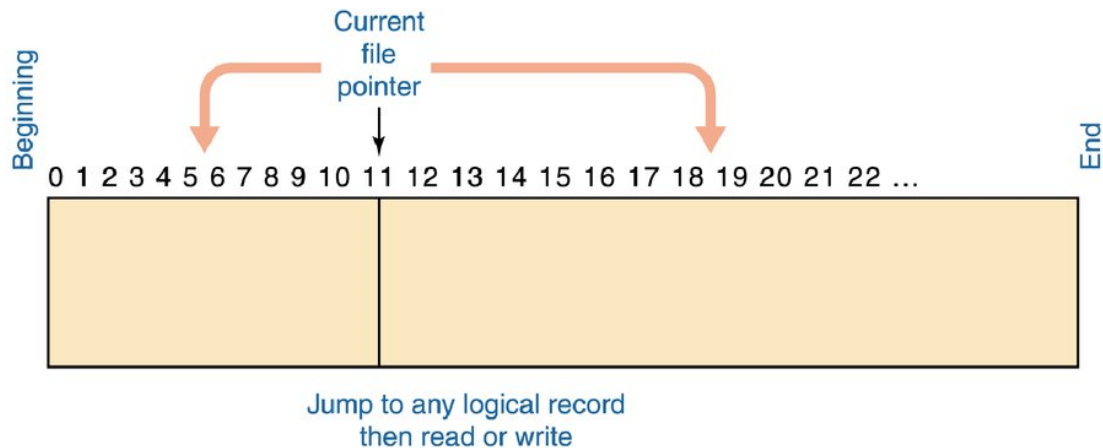 Current
file
pointer
Beginning
End
0 1 2 3 4 5 6 7 8 9 10 11 12 13 14 15 16 17 18 19 20 21 22 ...
Jump to any logical record
then read or write